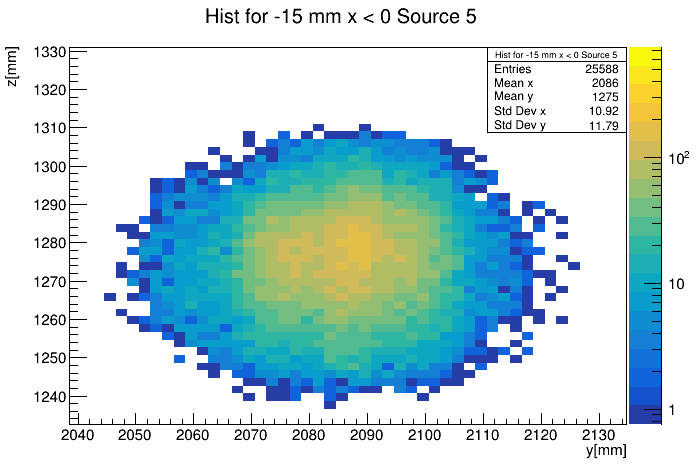 Hist for -15 mm x < 0 Source 5
z[mm]
1330
1320
1310
1300
1290
1280
1270
1260
1250
1240
2040 2050 2060 2070 2080 2090 2100 2110 2120 2130
y[mm]
Hist for -15 mm x < 0 Source 5
Entries 25588
Mean x 2086
Mean y 1275
Std Dev x 10.92
Std Dev y 11.79
10²
10
1